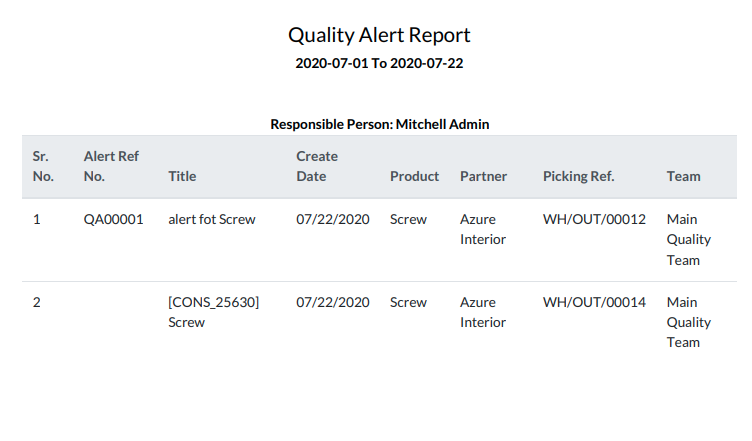 Quality Alert Report
2020-07-01 To 2020-07-22
Responsible Person: Mitchell Admin
Sr. No. Alert Ref No. Title Create Date Product Partner Picking Ref. Team
1 QA00001 alert fot Screw 07/22/2020 Screw Azure Interior WH/OUT/00012 Main Quality Team
2 [CONS_25630] Screw 07/22/2020 Screw Azure Interior WH/OUT/00014 Main Quality Team